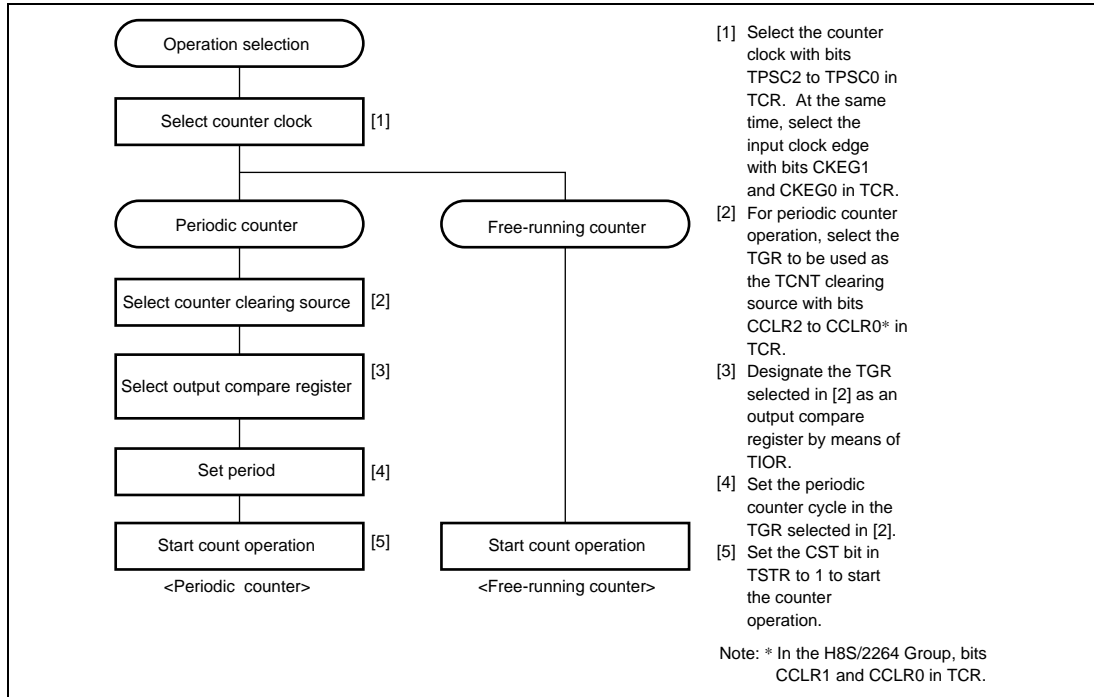 Operation selection
Select counter clock
[1]
Periodic counter
Free-running counter
Select counter clearing source
[2]
Select output compare register
[3]
Set period
[4]
Start count operation
[5]
Start count operation
<Periodic counter>
<Free-running counter>
[1] Select the counter
clock with bits
TPSC2 to TPSC0 in
TCR. At the same
time, select the
input clock edge
with bits CKEG1
and CKEG0 in TCR.
[2] For periodic counter
operation, select the
TGR to be used as
the TCNT clearing
source with bits
CCLR2 to CCLR0* in
TCR.
[3] Designate the TGR
selected in [2] as an
output compare
register by means of
TIOR.
[4] Set the periodic
counter cycle in the
TGR selected in [2].
[5] Set the CST bit in
TSTR to 1 to start
the counter
operation.
Note: * In the H8S/2264 Group, bits
CCLR1 and CCLR0 in TCR.